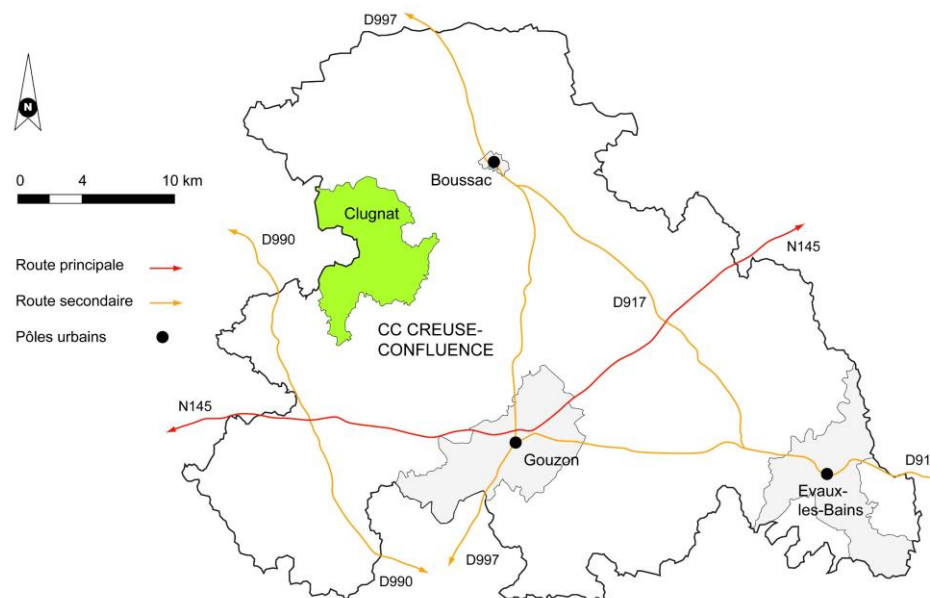 D997
N
Boussac
0 4 10 km
Clugnat
D990
N145
Route principale
Route secondaire
D917
Pôles urbains
CC CREUSE-
CONFLUENCE
N145
Gouzon
D91
Evaux-
les-Bains
D997
D990